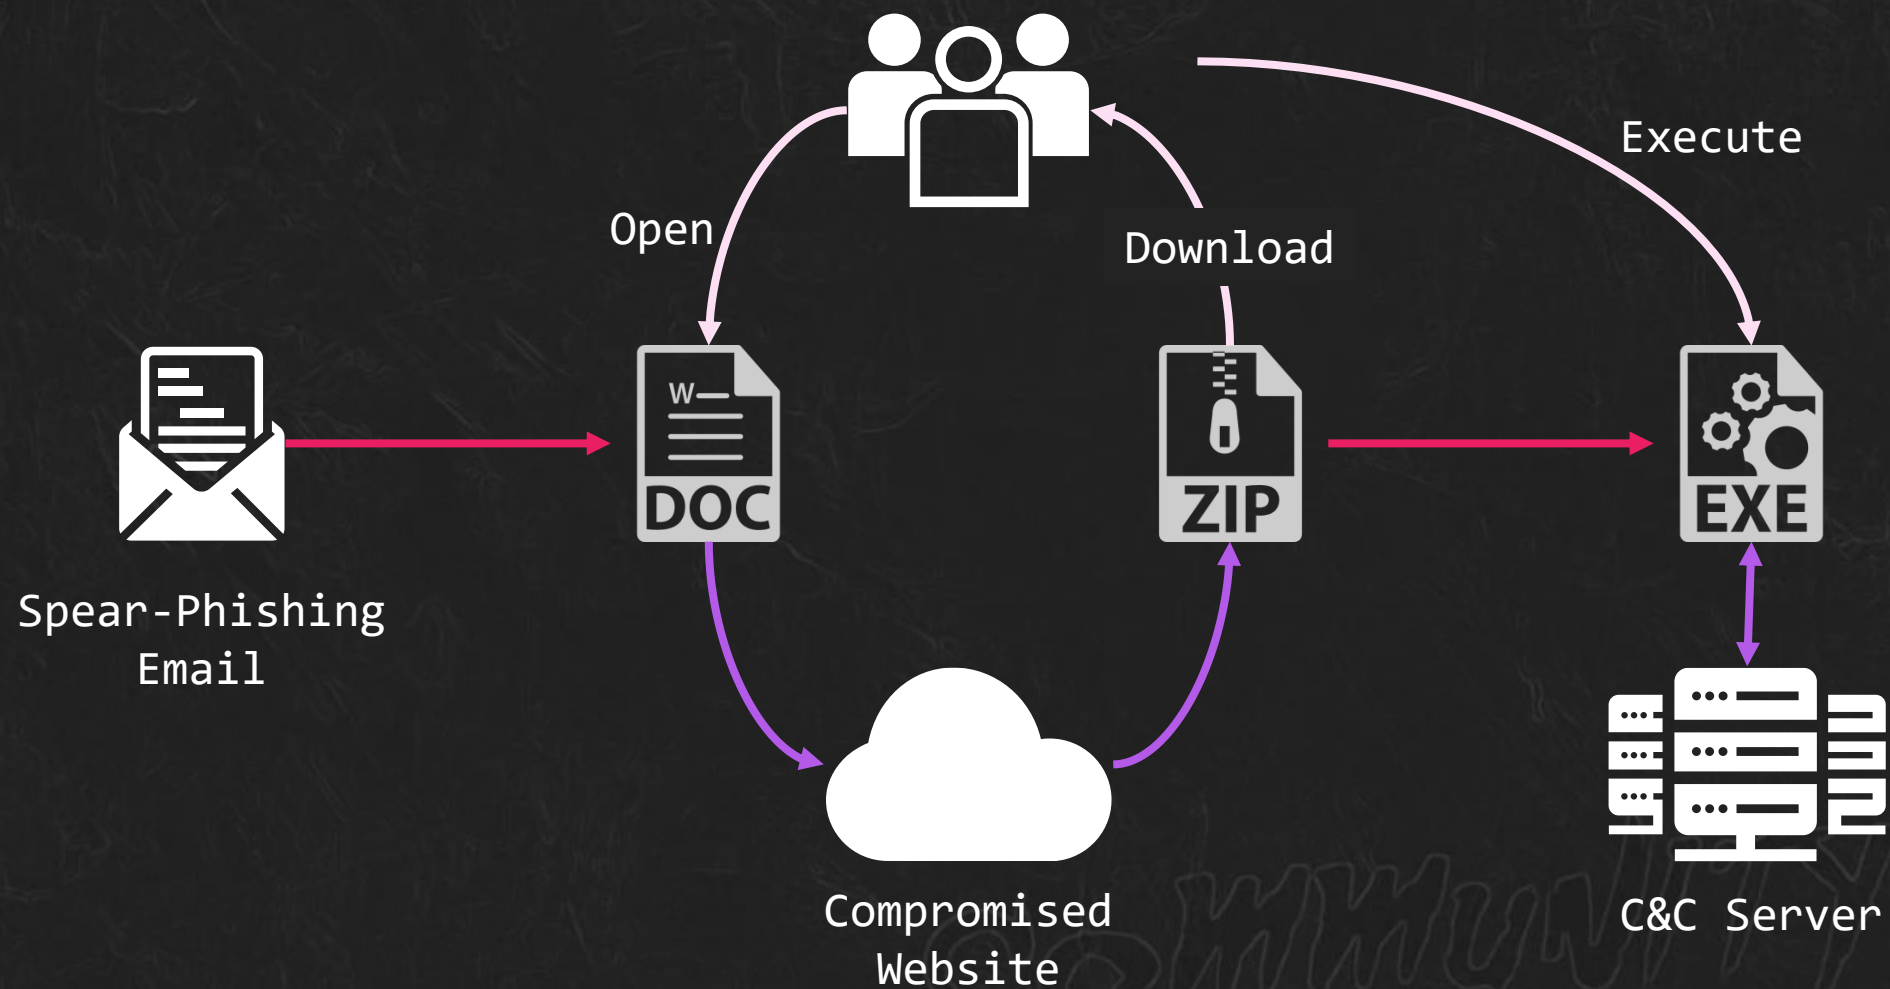 Execute
Open
Download
W
DOC
ZIP
EXE
Spear-Phishing
Email
Compromised
Website
C&C Server